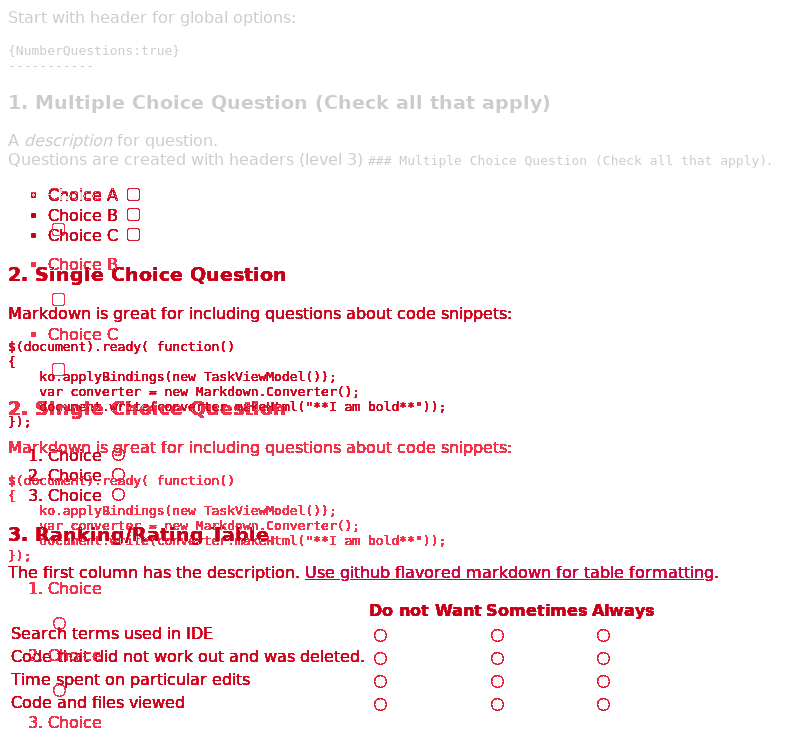 Start with header for global options:
{NumberQuestions:true}
-----------
1. Multiple Choice Question (Check all that apply)
A description for question.
Questions are created with headers (level 3) ### Multiple Choice Question (Check all that apply).
Choice A
Choice B
Choice C
Choice B
2. Single Choice Question
Markdown is great for including questions about code snippets:
Choice C
$(document).ready( function()
{
ko.applyBindings(new TaskViewModel());
var converter = new Markdown.Converter();
document.write(converter.makeHtml("**I am bold**"));
});
2. Single Choice Question
Markdown is great for including questions about code snippets:
1. Choice
2. Choice
$(document).ready( function()
{
3. Choice
ko.applyBindings(new TaskViewModel());
var converter = new Markdown.Converter();
3. Ranking/Rating Table
document.write(converter.makeHtml("**I am bold**"));
});
The first column has the description. Use github flavored markdown for table formatting.
1. Choice
Do not Want Sometimes Always
Search terms used in IDE
Code that did not work out and was deleted.
2. Choice
Time spent on particular edits
Code and files viewed
3. Choice